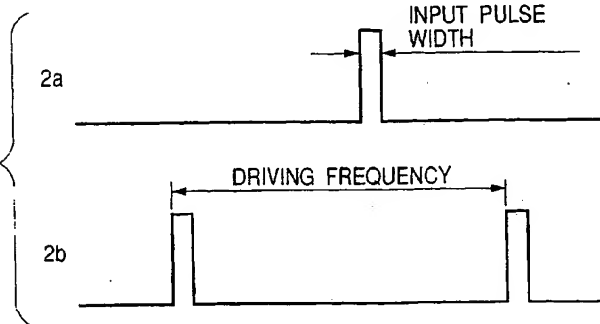 INPUT PULSE
WIDTH
2a
DRIVING FREQUENCY
2b